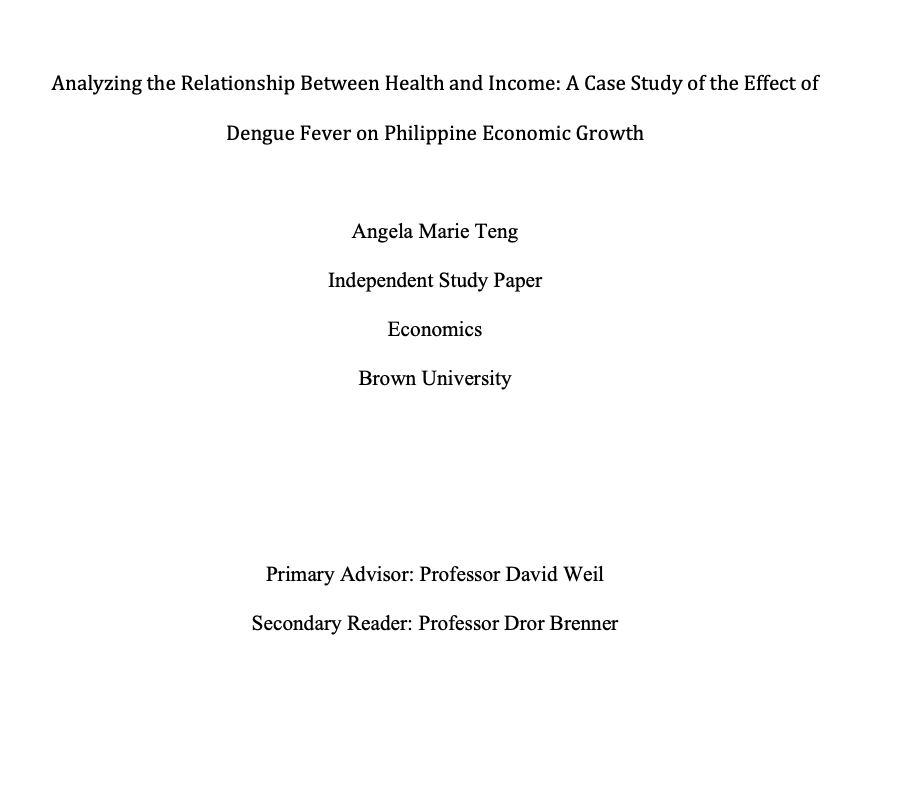 Analyzing the Relationship Between Health and Income: A Case Study of the Effect of
Dengue Fever on Philippine Economic Growth
Angela Marie Teng
Independent Study Paper
Economics
Brown University
Primary Advisor: Professor David Weil
Secondary Reader: Professor Dror Brenner